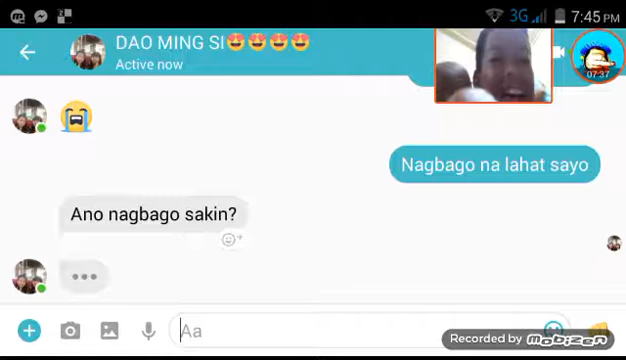 3G 7:45 PM
DAO MING SI😍😍😍😍
Active now
07:37
😭
Nagbago na lahat sayo
Ano nagbago sakin?
Aa
Recorded by mobizen